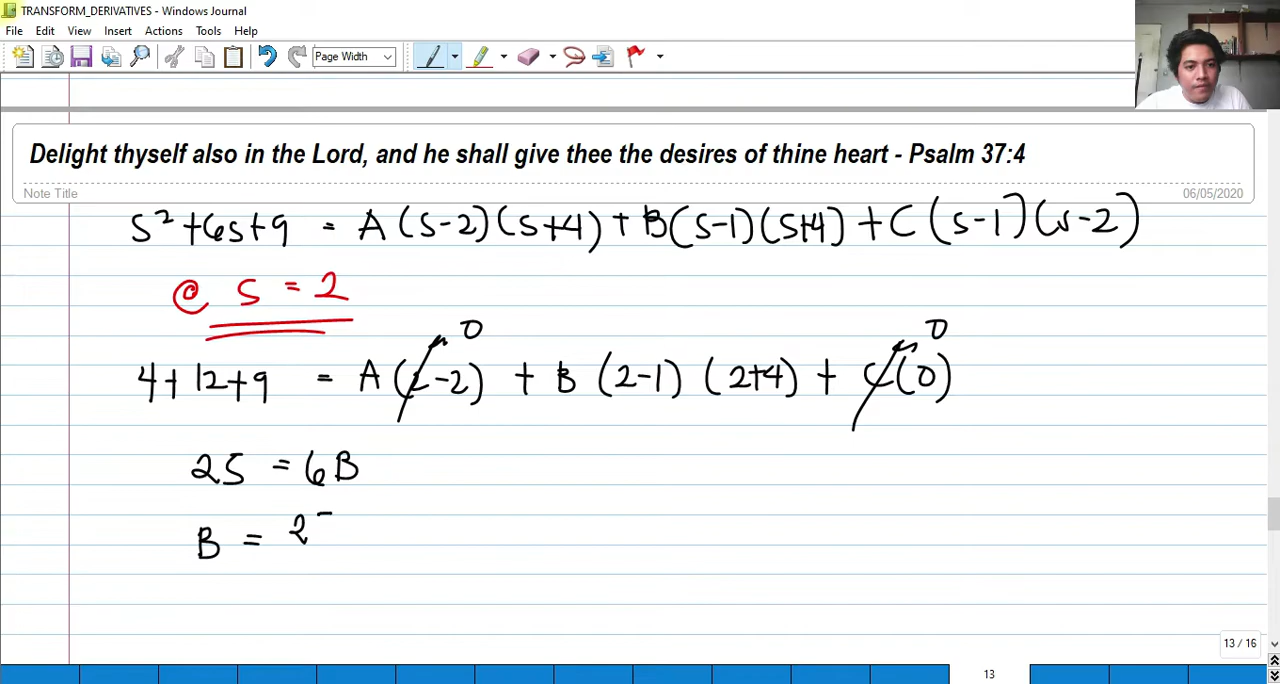 TRANSFORM_DERIVATIVES - Windows Journal
File Edit View Insert Actions Tools Help
Page Width
Delight thyself also in the Lord, and he shall give thee the desires of thine heart - Psalm 37:4
Note Title 06/05/2020
s²+6s+9 = A(s-2)(s+4)+B(s-1)(s+4)+C(s-1)(s-2)
@ s = 2
0 0
4+12+9 = A(2-2) + B(2-1)(2+4)+C(0)
25 = 6B
B = 2
13 / 16
13